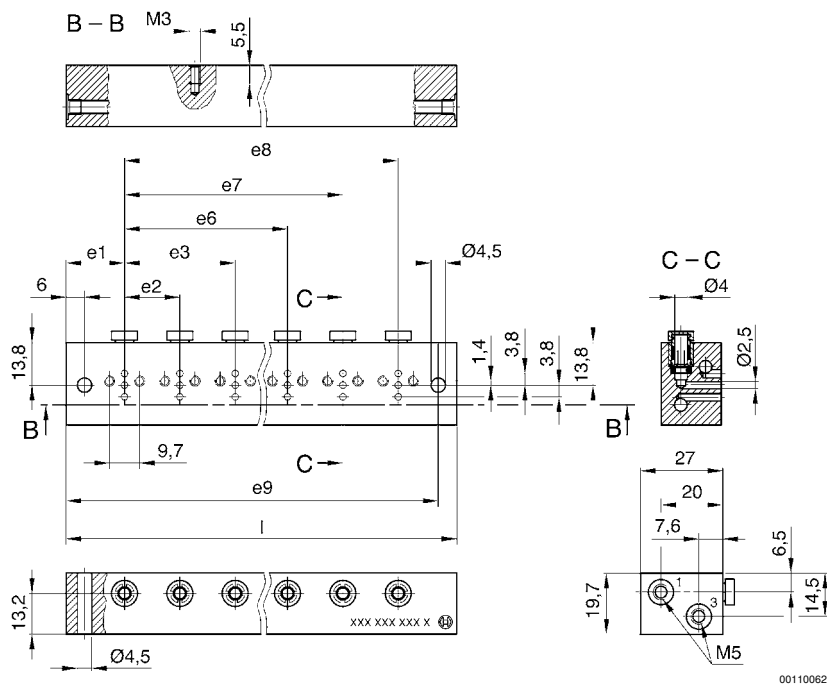 B – B
M3
5,5
e8
e7
e6
e1
e3
Ø4,5
C – C
6
e2
C
Ø4
13,8
1,4
3,8
3,8
13,8
Ø2,5
B
B
9,7
C
27
e9
20
l
7,6
6,5
13,2
19,7
1
3
14,5
XXX XXX XXX X
Ø4,5
M5
00110062